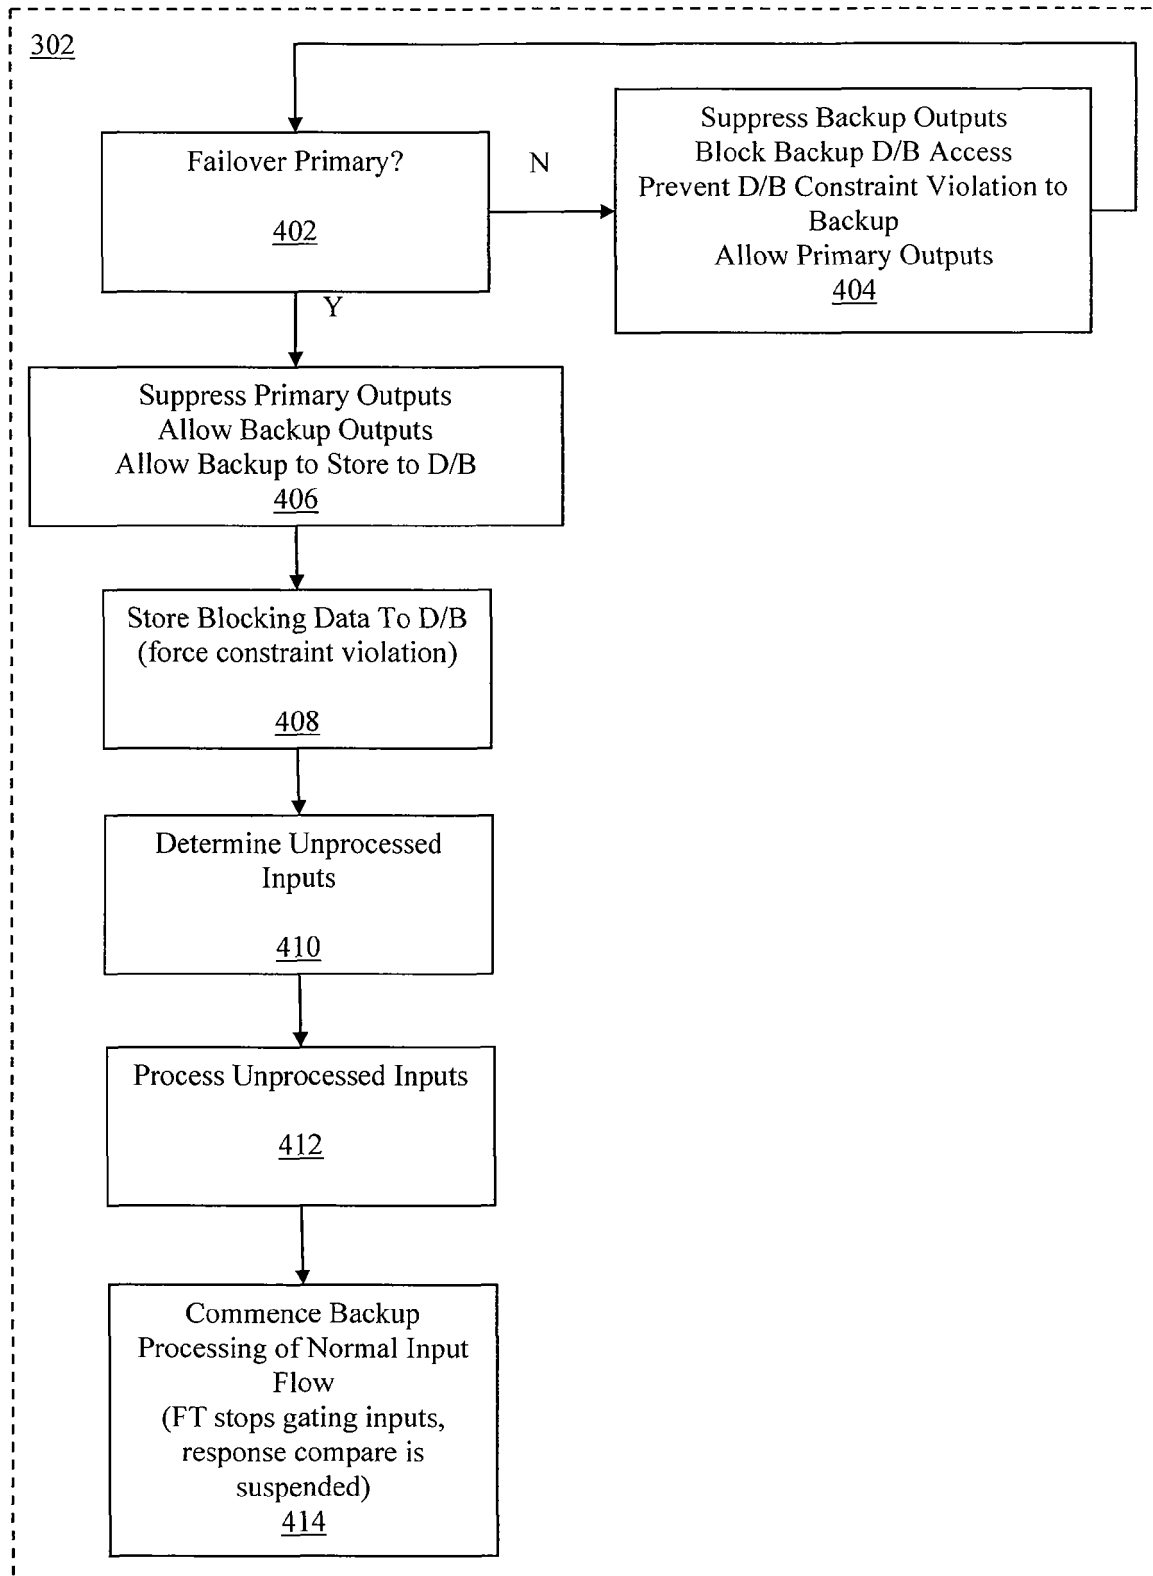 302
Failover Primary?
402
N
Suppress Backup Outputs
Block Backup D/B Access
Prevent D/B Constraint Violation to
Backup
Allow Primary Outputs
404
Y
Suppress Primary Outputs
Allow Backup Outputs
Allow Backup to Store to D/B
406
Store Blocking Data To D/B
(force constraint violation)
408
Determine Unprocessed
Inputs
410
Process Unprocessed Inputs
412
Commence Backup
Processing of Normal Input
Flow
(FT stops gating inputs,
response compare is
suspended)
414